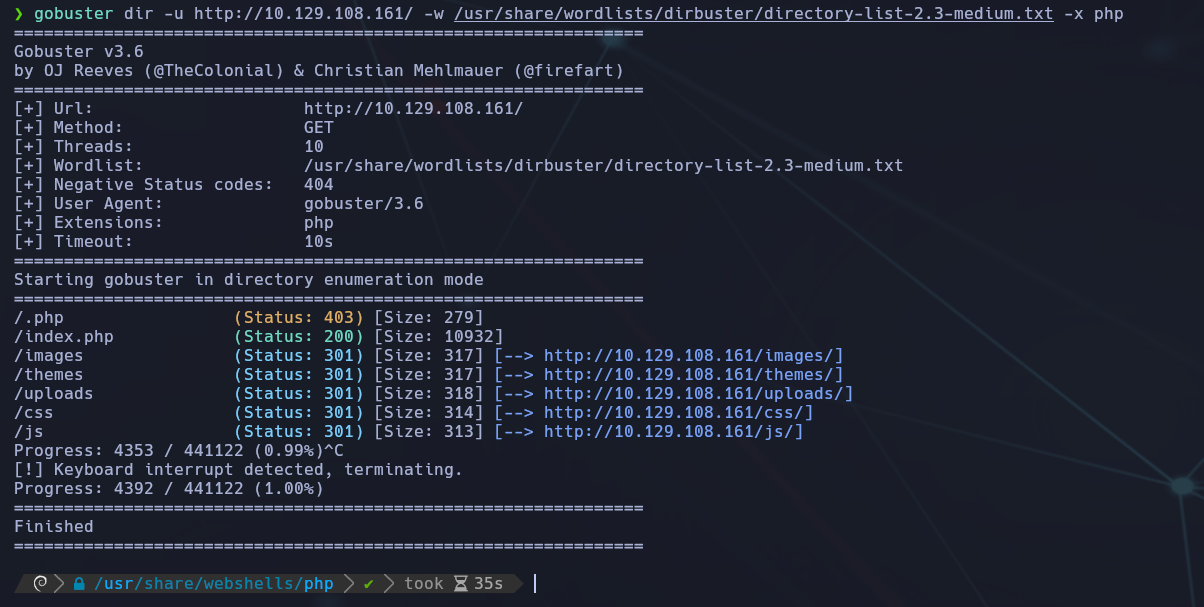 ❯ gobuster dir -u http://10.129.108.161/ -w /usr/share/wordlists/dirbuster/directory-list-2.3-medium.txt -x php
===============================================================
Gobuster v3.6
by OJ Reeves (@TheColonial) & Christian Mehlmauer (@firefart)
===============================================================
[+] Url:                     http://10.129.108.161/
[+] Method:                  GET
[+] Threads:                 10
[+] Wordlist:                /usr/share/wordlists/dirbuster/directory-list-2.3-medium.txt
[+] Negative Status codes:   404
[+] User Agent:              gobuster/3.6
[+] Extensions:              php
[+] Timeout:                 10s
===============================================================
Starting gobuster in directory enumeration mode
===============================================================
/.php                 (Status: 403) [Size: 279]
/index.php            (Status: 200) [Size: 10932]
/images               (Status: 301) [Size: 317] [--> http://10.129.108.161/images/]
/themes               (Status: 301) [Size: 317] [--> http://10.129.108.161/themes/]
/uploads              (Status: 301) [Size: 318] [--> http://10.129.108.161/uploads/]
/css                  (Status: 301) [Size: 314] [--> http://10.129.108.161/css/]
/js                   (Status: 301) [Size: 313] [--> http://10.129.108.161/js/]
Progress: 4353 / 441122 (0.99%)^C
[!] Keyboard interrupt detected, terminating.
Progress: 4392 / 441122 (1.00%)
===============================================================
Finished
===============================================================
/usr/share/webshells/php ✔ took 35s